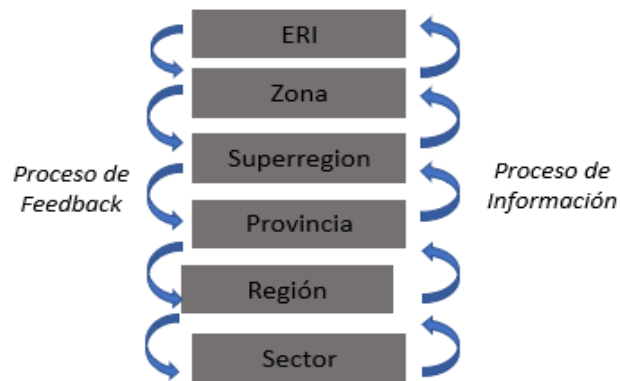 ERI
Zona
Superregion
Proceso de
Feedback
Proceso de
Información
Provincia
Región
Sector